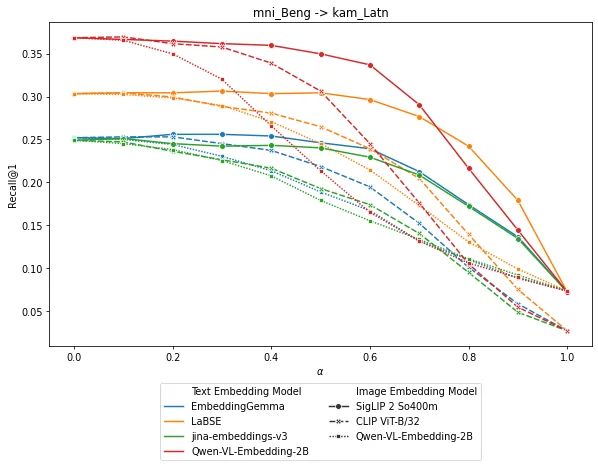 mni_Beng -> kam_Latn
Recall@1
0.35
0.30
0.25
0.20
0.15
0.10
0.05
0.0 0.2 0.4 0.6 0.8 1.0
α
Text Embedding Model Image Embedding Model
EmbeddingGemma SigLIP 2 So400m
LaBSE CLIP ViT-B/32
jina-embeddings-v3 Qwen-VL-Embedding-2B
Qwen-VL-Embedding-2B